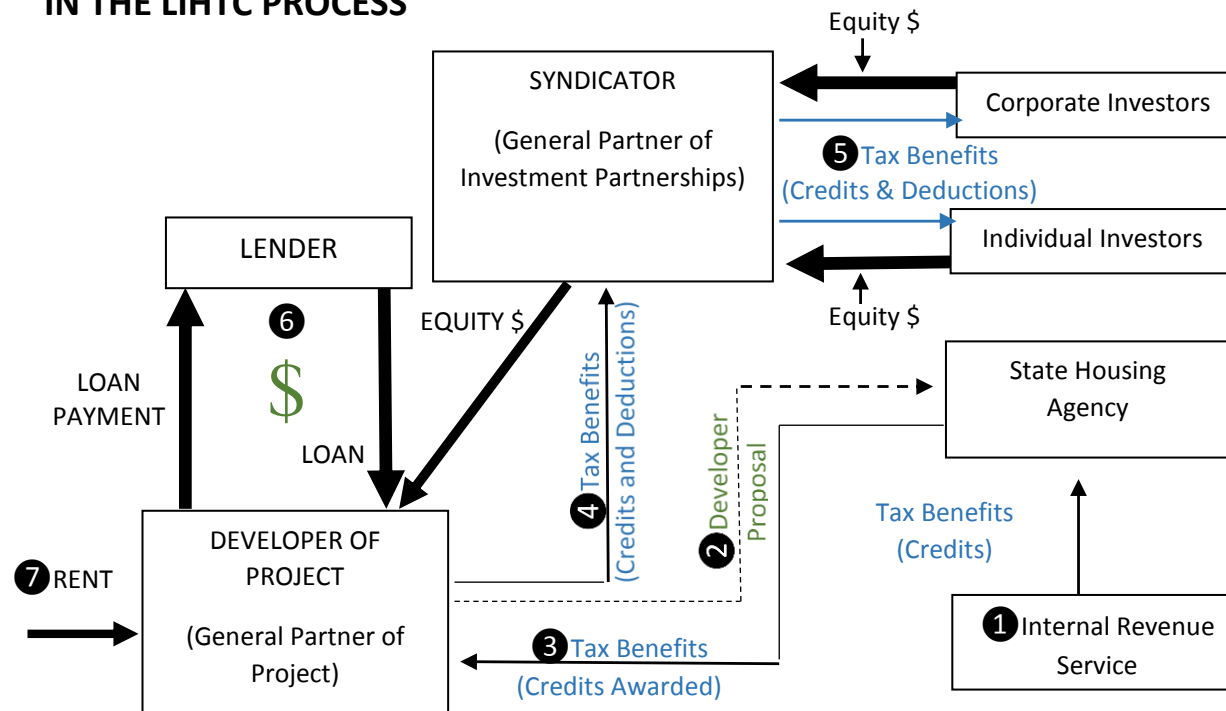 IN THE LIHTC PROCESS
Equity $
SYNDICATOR
(General Partner of
Investment Partnerships)
Corporate Investors
5 Tax Benefits
(Credits & Deductions)
Individual Investors
Equity $
LENDER
6
$
EQUITY $
LOAN
PAYMENT
LOAN
4 Tax Benefits
(Credits and Deductions)
2 Developer
Proposal
State Housing
Agency
Tax Benefits
(Credits)
1 Internal Revenue
Service
DEVELOPER OF
PROJECT
(General Partner of
Project)
7 RENT
3 Tax Benefits
(Credits Awarded)